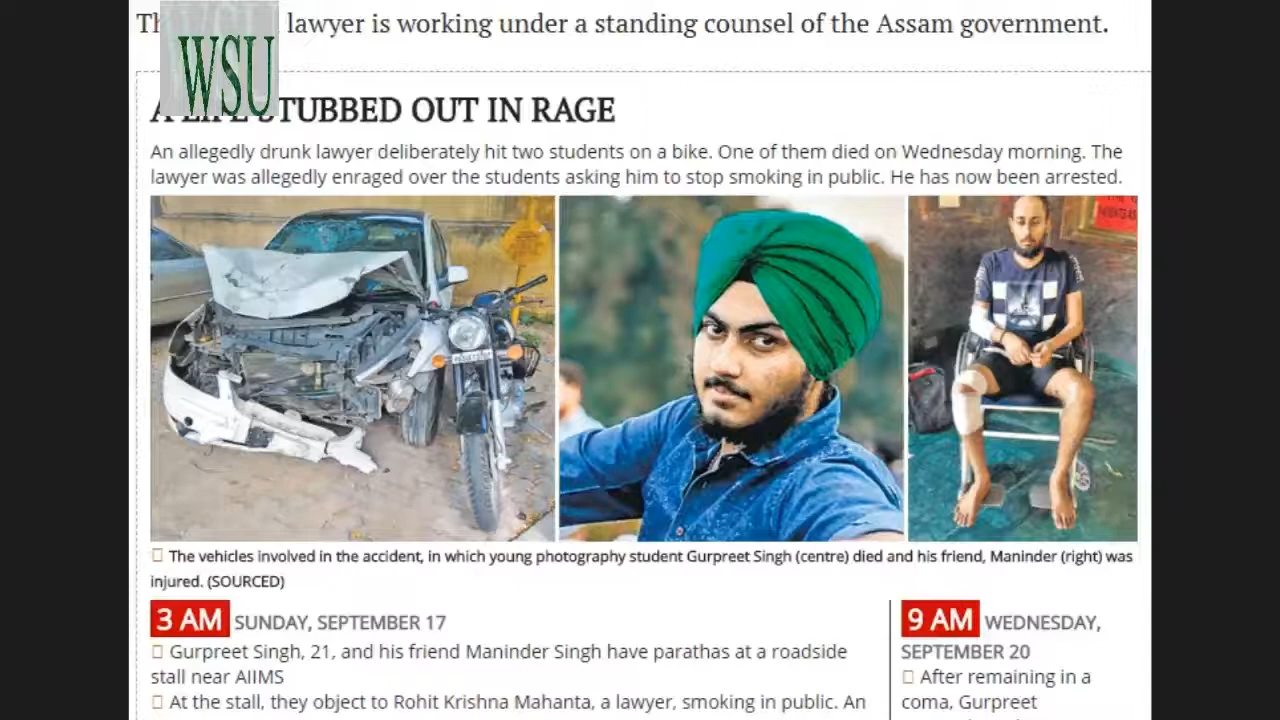 lawyer is working under a standing counsel of the Assam government.
WSU
A LIFE STUBBED OUT IN RAGE
An allegedly drunk lawyer deliberately hit two students on a bike. One of them died on Wednesday morning. The
lawyer was allegedly enraged over the students asking him to stop smoking in public. He has now been arrested.
The vehicles involved in the accident, in which young photography student Gurpreet Singh (centre) died and his friend, Maninder (right) was
injured. (SOURCED)
3 AM SUNDAY, SEPTEMBER 17
Gurpreet Singh, 21, and his friend Maninder Singh have parathas at a roadside
stall near AIIMS
At the stall, they object to Rohit Krishna Mahanta, a lawyer, smoking in public. An
9 AM WEDNESDAY,
SEPTEMBER 20
After remaining in a
coma, Gurpreet